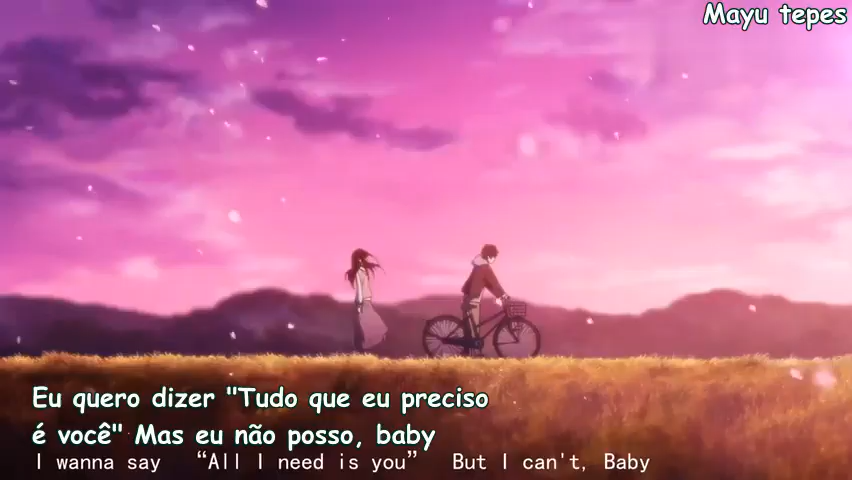 Mayu tepes
Eu quero dizer "Tudo que eu preciso
é você" Mas eu não posso, baby
I wanna say “All I need is you” But I can't, Baby